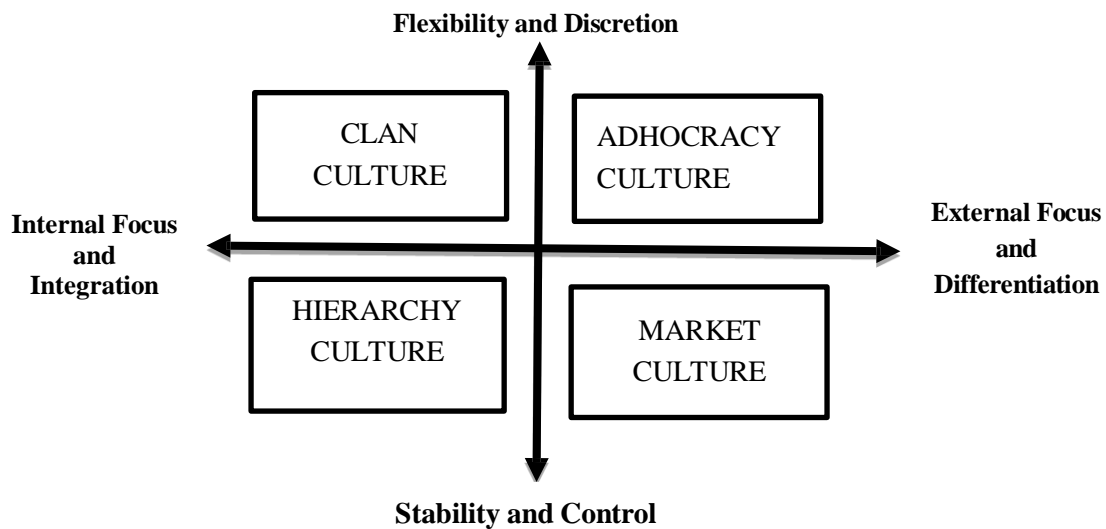 Flexibility and Discretion
CLAN
CULTURE
ADHOCRACY
CULTURE
Internal Focus
and
Integration
External Focus
and
Differentiation
HIERARCHY
CULTURE
MARKET
CULTURE
Stability and Control